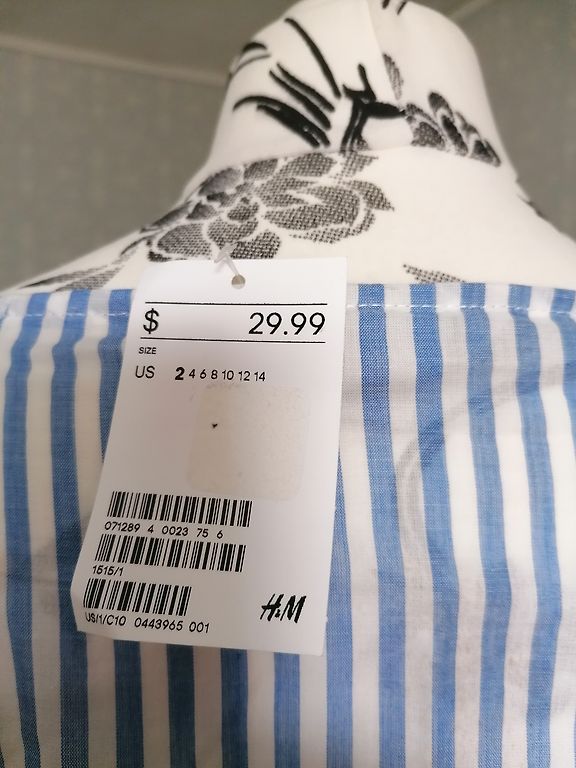 $ 29.99
SIZE
US 2 4 6 8 10 12 14
071289 4 0023 75 6
1515/1
US/1/C10 0443965 001
H&M